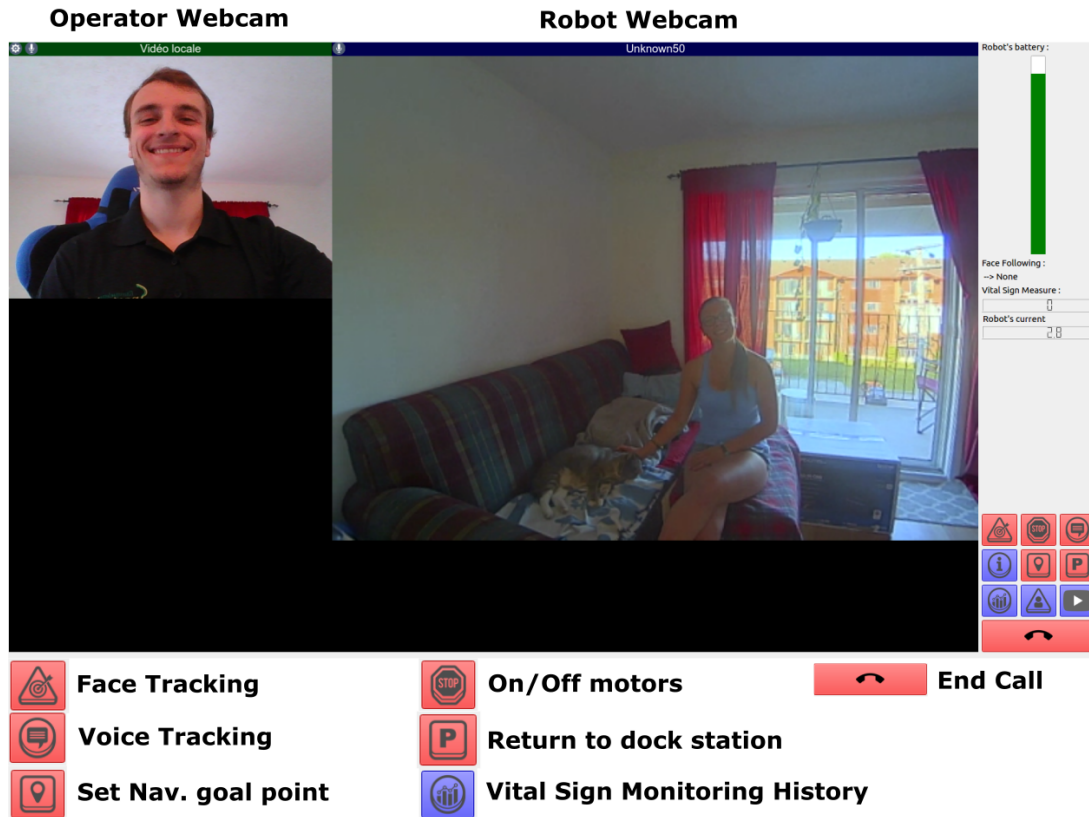 Operator Webcam
Robot Webcam
Vidéo locale
Unknown50
Robot's battery :
Face Following :
--> None
Vital Sign Measure :
0
Robot's current
2.8
STOP
i
P
Face Tracking
STOP
On/Off motors
End Call
Voice Tracking
P
Return to dock station
Set Nav. goal point
Vital Sign Monitoring History